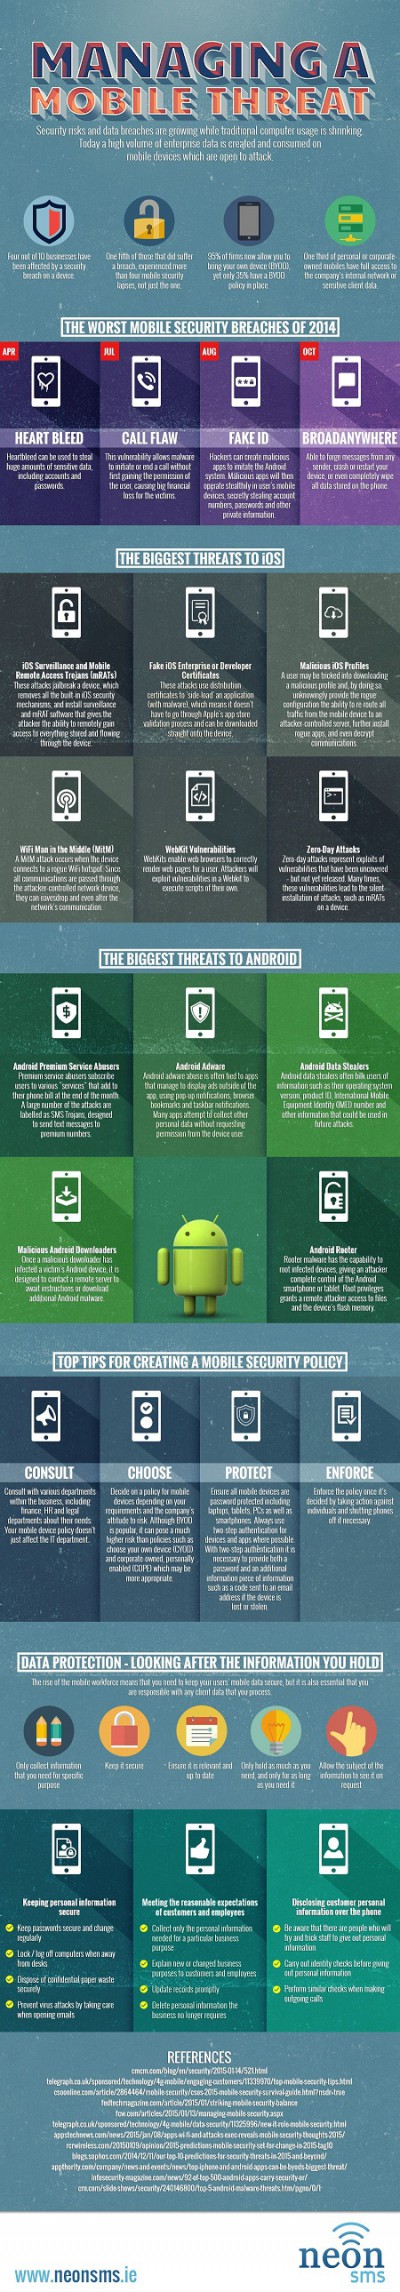 MANAGING A
MOBILE THREAT
Security risks and data breaches are growing while traditional computer usage is shrinking.
Today a high volume of enterprise data is created and consumed on
mobile devices which are open to attack.
Four out of 10 businesses have
been affected by a security
breach on a device.
One fifth of those that did suffer
a breach, experienced more
than four mobile security
lapses, not just the one.
95% of firms now allow you to
bring your own device (BYOD),
yet only 35% have a BYOD
policy in place.
One third of personal or corporate-
owned mobiles have full access to
the company's internal network or
sensitive client data.
THE WORST MOBILE SECURITY BREACHES OF 2014
APR
JUL
AUG
OCT
HEART BLEED
Heartbleed can be used to steal
huge amounts of sensitive data,
including accounts and
passwords.
CALL FLAW
This vulnerability allows malware
to initiate or end a call without
first gaining the permission of
the user, causing big financial
loss for the victims.
FAKE ID
Hackers can create malicious
apps to imitate the Android
system. Malicious apps will then
operate stealthily in user's mobile
devices, secretly stealing account
numbers, passwords and other
private information.
BROADANYWHERE
Able to forge messages from any
sender, crash or restart your
device, or even completely wipe
all data stored on the phone.
THE BIGGEST THREATS TO iOS
iOS Surveillance and Mobile
Remote Access Trojans (mRATs)
These attacks jailbreak a device, which
removes all the built-in iOS security
mechanisms, and install surveillance
and mRAT software that gives the
attacker the ability to remotely gain
access to everything stored and flowing
through the device.
Fake iOS Enterprise or Developer
Certificates
These attacks use distribution
certificates to 'side-load' an application
(with malware), which means it doesn't
have to go through Apple's app store
validation process and can be downloaded
straight onto the device.
Malicious iOS Profiles
A user may be tricked into downloading
a malicious profile and, by doing so,
unknowingly provide the rogue
configuration the ability to re route all
traffic from the mobile device to an
attacker-controlled server, further install
rogue apps, and even decrypt
communications.
WiFi Man in the Middle (MitM)
A MitM attack occurs when the device
connects to a rogue WiFi hotspot. Since
all communications are passed through
the attacker-controlled network device,
they can eavesdrop and even alter the
network's communication.
WebKit Vulnerabilities
WebKits enable web browsers to correctly
render web pages for a user. Attackers will
exploit vulnerabilities in a Webkit to
execute scripts of their own.
Zero-Day Attacks
Zero-day attacks represent exploits of
vulnerabilities that have been uncovered
- but not yet released. Many times,
these vulnerabilities lead to the silent
installation of attacks, such as mRATs
on a device.
THE BIGGEST THREATS TO ANDROID
Android Premium Service Abusers
Premium service abusers subscribe
users to various "services" that add to
their phone bill at the end of the month.
A large number of the attacks are
labelled as SMS Trojans, designed
to send text messages to
premium numbers.
Android Adware
Android adware abuse is often tied to apps
that manage to display ads outside of the
app, using pop-up notifications, browser
bookmarks and taskbar notifications.
Many apps attempt to collect other
personal data without requesting
permission from the device user.
Android Data Stealers
Android data stealers often bilk users of
information such as their operating system
version, product ID, International Mobile
Equipment Identity (IMEI) number and
other information that could be used in
future attacks.
Malicious Android Downloaders
Once a malicious downloader has
infected a victim's Android device, it is
designed to contact a remote server to
await instructions or download
additional Android malware.
Android Rooter
Rooter malware has the capability to
root infected devices, giving an attacker
complete control of the Android
smartphone or tablet. Root privileges
grants a remote attacker access to files
and the device's flash memory.
TOP TIPS FOR CREATING A MOBILE SECURITY POLICY
CONSULT
Consult with various departments
within the business, including
finance, HR and legal
departments about their needs.
Your mobile device policy doesn't
just affect the IT department.
CHOOSE
Decide on a policy for mobile
devices depending on your
requirements and the company's
attitude to risk. Although BYOD
is popular, it can pose a much
higher risk than policies such as
choose your own device (CYOD)
and corporate owned, personally
enabled (COPE) which may be
more appropriate.
PROTECT
Ensure all mobile devices are
password protected including
laptops, tablets, PCs as well as
smartphones. Always use
two step authentication for
devices and apps where possible.
With two-step authentication it is
necessary to provide both a
password and an additional
information piece of information
such as a code sent to an email
address if the device is
lost or stolen.
ENFORCE
Enforce the policy once it's
decided by taking action against
individuals and shutting phones
off if necessary.
DATA PROTECTION - LOOKING AFTER THE INFORMATION YOU HOLD
The rise of the mobile workforce means that you need to keep your users' mobile data secure, but it is also essential that you
are responsible with any client data that you process.
Only collect information
that you need for specific
purpose
Keep it secure
Ensure it is relevant and
up to date
Only hold as much as you
need, and only for as long
as you need it
Allow the subject of the
information to see it on
request
Keeping personal information
secure
Keep passwords secure and change
regularly
Lock / log off computers when away
from desks
Dispose of confidential paper waste
securely
Prevent virus attacks by taking care
when opening emails
Meeting the reasonable expectations
of customers and employees
Collect only the personal information
needed for a particular business
purpose
Explain new or changed business
purposes to customers and employees
Update records promptly
Delete personal information the
business no longer requires
Disclosing customer personal
information over the phone
Be aware that there are people who will
try and trick staff to give out personal
information
Carry out identity checks before giving
out personal information
Perform similar checks when making
outgoing calls
REFERENCES
cmcm.com/blog/en/security/2015-01-14/521.html
telegraph.co.uk/sponsored/technology/4g-mobile/engaging-customers/11339970/top-mobile-security-tips.html
csoonline.com/article/2864464/mobile-security/csos-2015-mobile-security-survival-guide.html?nsdr=true
fedtechmagazine.com/article/2015/01/striking-mobile-security-balance
fcw.com/articles/2015/01/13/managing-mobile-security.aspx
telegraph.co.uk/sponsored/technology/4g-mobile/data-security/11325956/new-it-role-mobile-security.html
appstechnews.com/news/2015/jan/08/apps-wi-fi-and-attacks-exec-reveals-mobile-security-thoughts-2015/
rcrwireless.com/20150109/opinion/2015-predictions-mobile-security-set-for-change-in-2015-tag10
blogs.sophos.com/2014/12/11/our-top-10-predictions-for-security-threats-in-2015-and-beyond/
appthority.com/company/news-and-events/news/top-iphone-and-android-apps-can-be-byods-biggest-threat/
infosecurity-magazine.com/news/92-of-top-500-android-apps-carry-security-or/
crn.com/slide-shows/security/240146800/top-5-android-malware-threats.htm/pgno/0/1
www.neonsms.ie
neon
sms